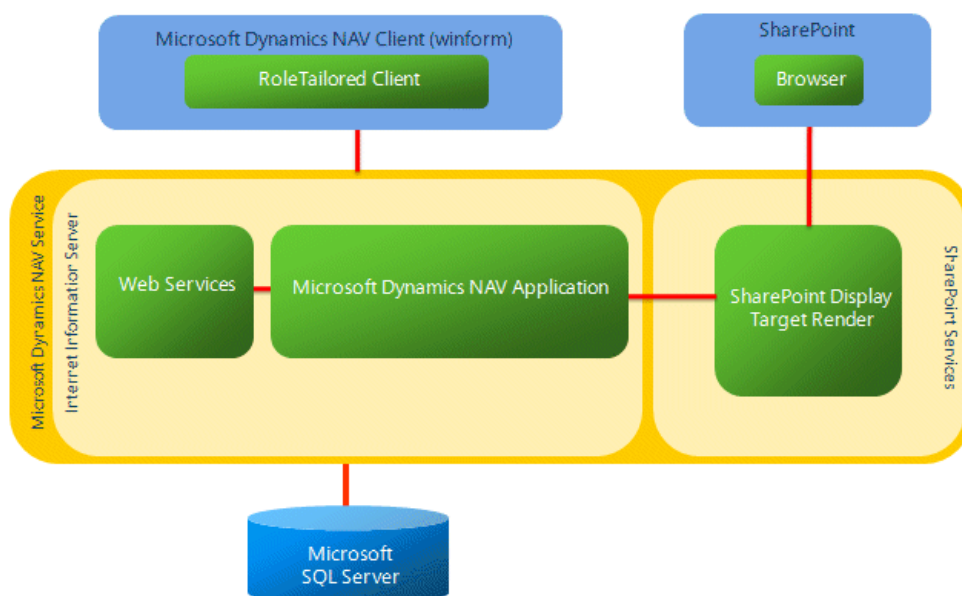 Microsoft Dynamics NAV Client (winform)
RoleTailored Client
SharePoint
Browser
Microsoft Dynamics NAV Service
Internet Information Server
Web Services
Microsoft Dynamics NAV Application
SharePoint Display
Target Render
SharePoint Services
Microsoft
SQL Server